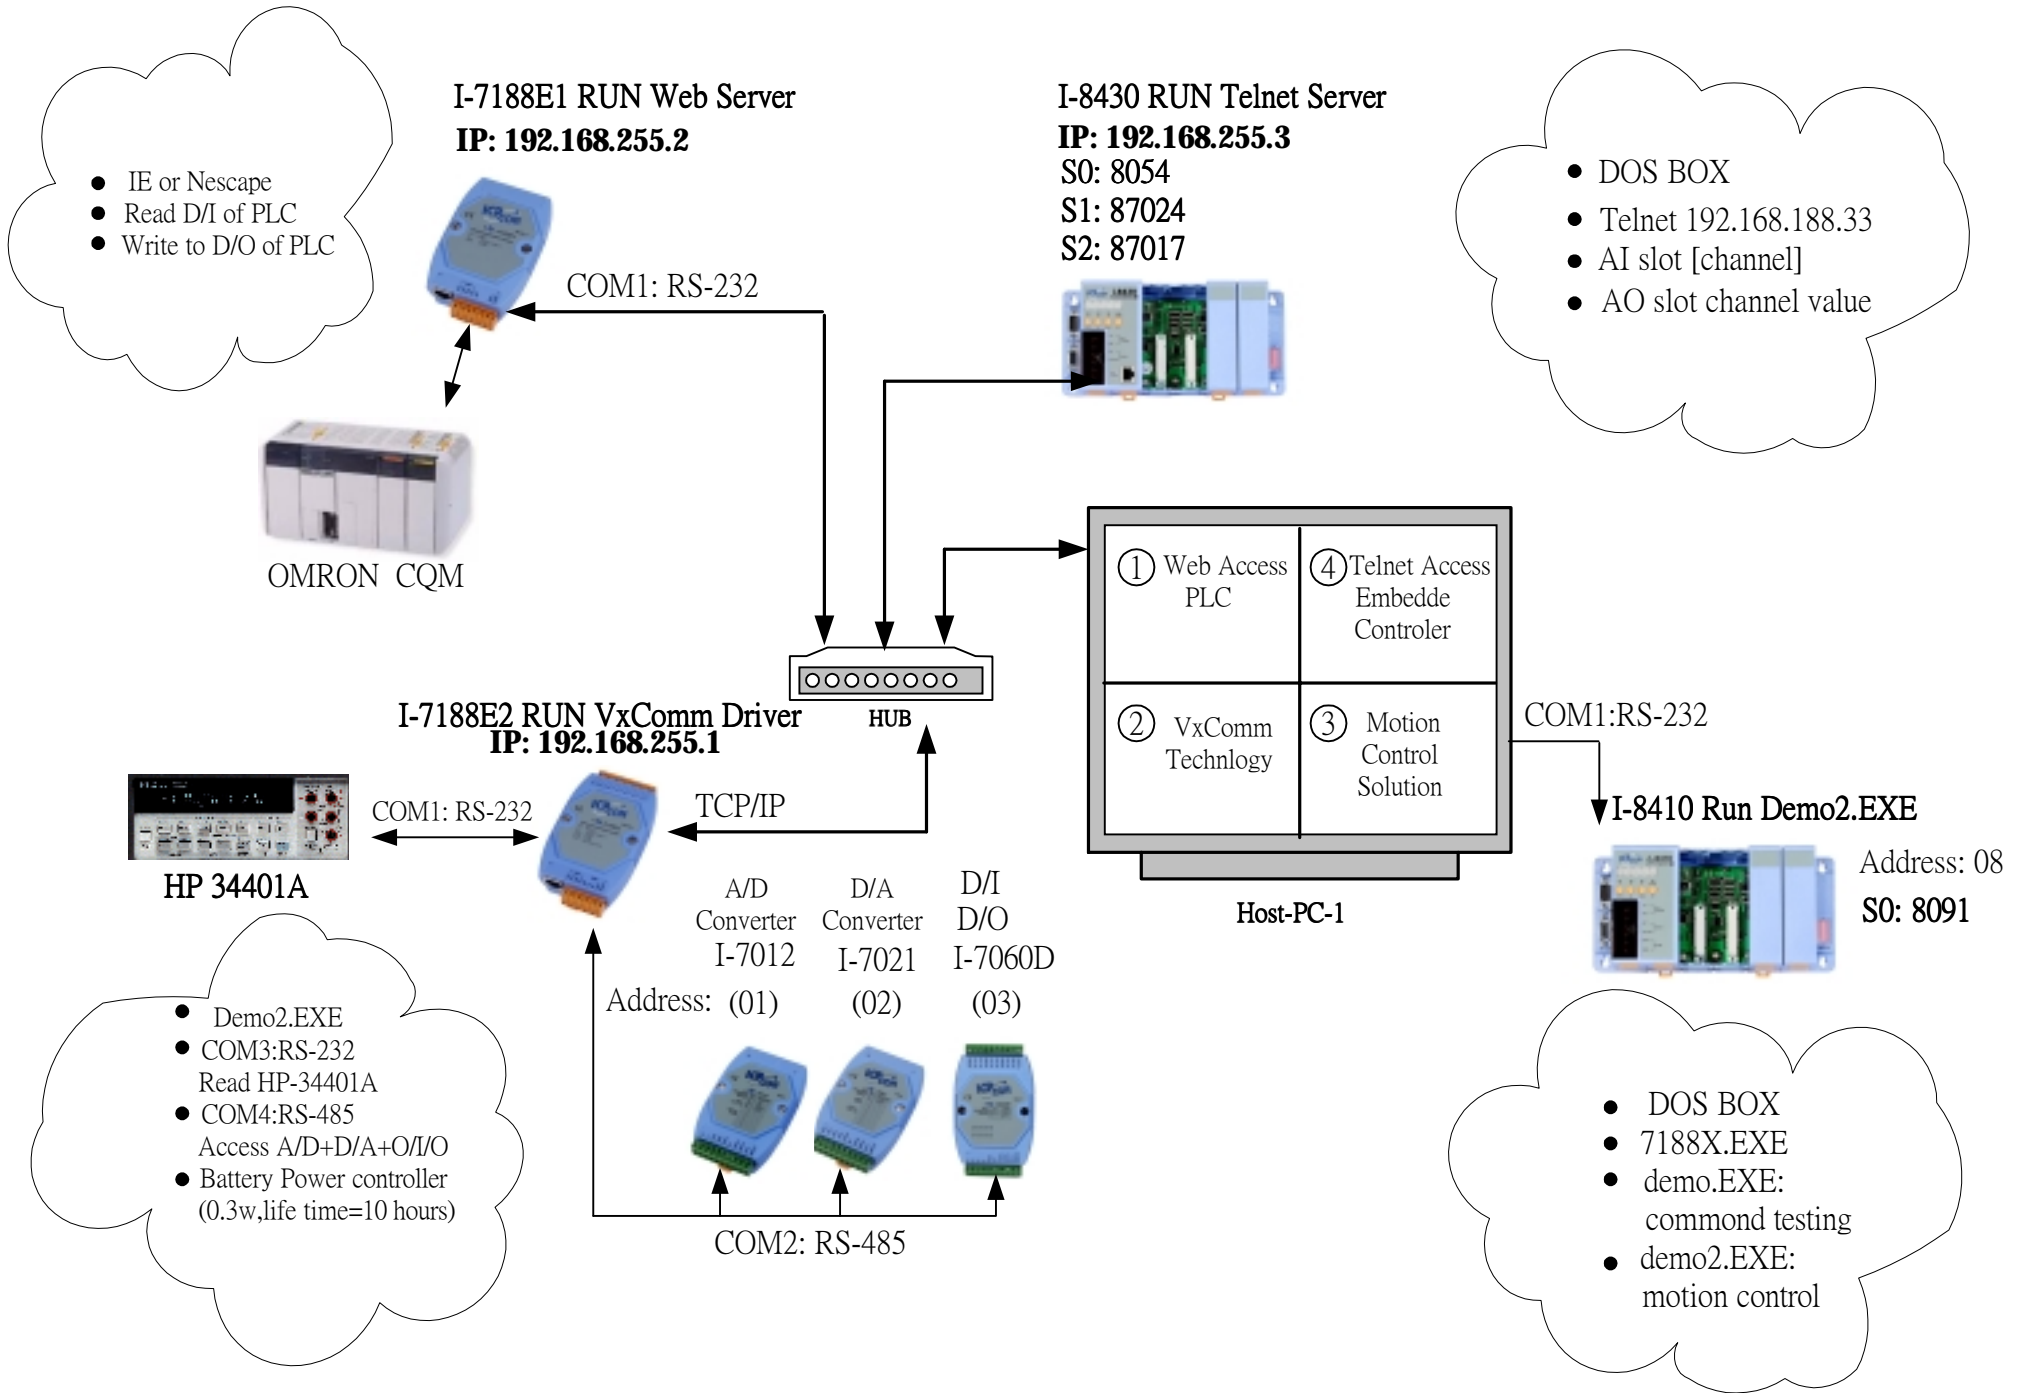 I-7188E1 RUN Web Server
IP: 192.168.255.2
IE or Nescape
Read D/I of PLC
Write to D/O of PLC
COM1: RS-232
OMRON CQM
I-8430 RUN Telnet Server
IP: 192.168.255.3
S0: 8054
S1: 87024
S2: 87017
DOS BOX
Telnet 192.168.188.33
AI slot [channel]
AO slot channel value
HUB
1 Web Access
PLC
4 Telnet Access
Embedde
Controler
2 VxComm
Technlogy
3 Motion
Control
Solution
Host-PC-1
COM1:RS-232
I-8410 Run Demo2.EXE
Address: 08
S0: 8091
I-7188E2 RUN VxComm Driver
IP: 192.168.255.1
COM1: RS-232
TCP/IP
HP 34401A
A/D
Converter
I-7012
D/A
Converter
I-7021
D/I
D/O
I-7060D
Address: (01) (02) (03)
COM2: RS-485
Demo2.EXE
COM3:RS-232
Read HP-34401A
COM4:RS-485
Access A/D+D/A+O/I/O
Battery Power controller
(0.3w,life time=10 hours)
DOS BOX
7188X.EXE
demo.EXE:
commond testing
demo2.EXE:
motion control